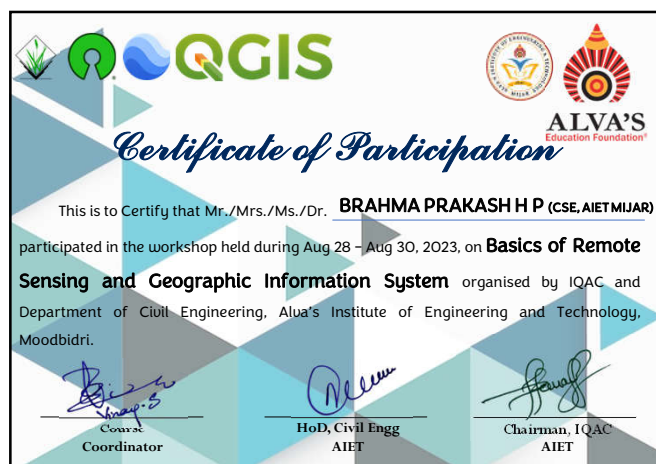 QGIS
ALVA'S
Education Foundation®
Certificate of Participation
This is to Certify that Mr./Mrs./Ms./Dr. BRAHMA PRAKASH H P (CSE, AIET MIJAR)
participated in the workshop held during Aug 28 – Aug 30, 2023, on Basics of Remote
Sensing and Geographic Information System organised by IQAC and
Department of Civil Engineering, Alva's Institute of Engineering and Technology,
Moodbidri.
Vinay.S
Course HoD, Civil Engg Chairman, IQAC
Coordinator AIET AIET